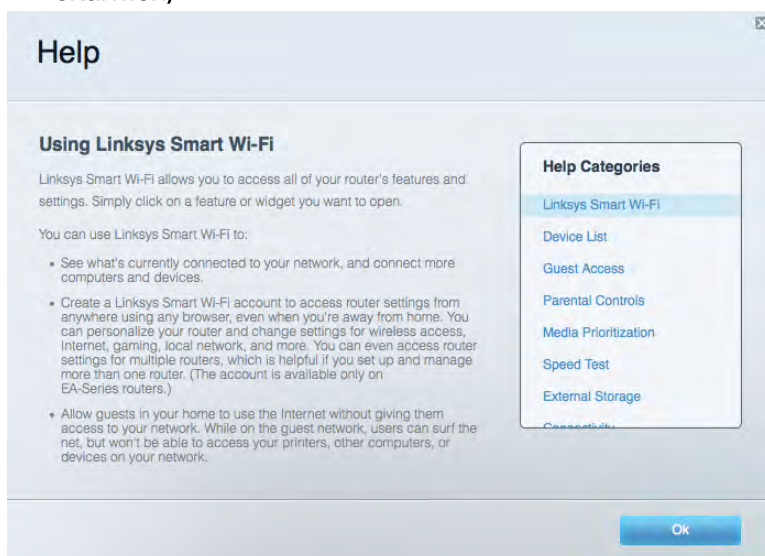 Help
Using Linksys Smart Wi-Fi
Linksys Smart Wi-Fi allows you to access all of your router's features and
settings. Simply click on a feature or widget you want to open.
You can use Linksys Smart Wi-Fi to:
• See what's currently connected to your network, and connect more
computers and devices.
• Create a Linksys Smart Wi-Fi account to access router settings from
anywhere using any browser, even when you're away from home. You
can personalize your router and change settings for wireless access,
Internet, gaming, local network, and more. You can even access router
settings for multiple routers, which is helpful if you set up and manage
more than one router. (The account is available only on
EA-Series routers.)
• Allow guests in your home to use the Internet without giving them
access to your network. While on the guest network, users can surf the
net, but won't be able to access your printers, other computers, or
devices on your network.
Help Categories
Linksys Smart Wi-Fi
Device List
Guest Access
Parental Controls
Media Prioritization
Speed Test
External Storage
Connectivity
Ok